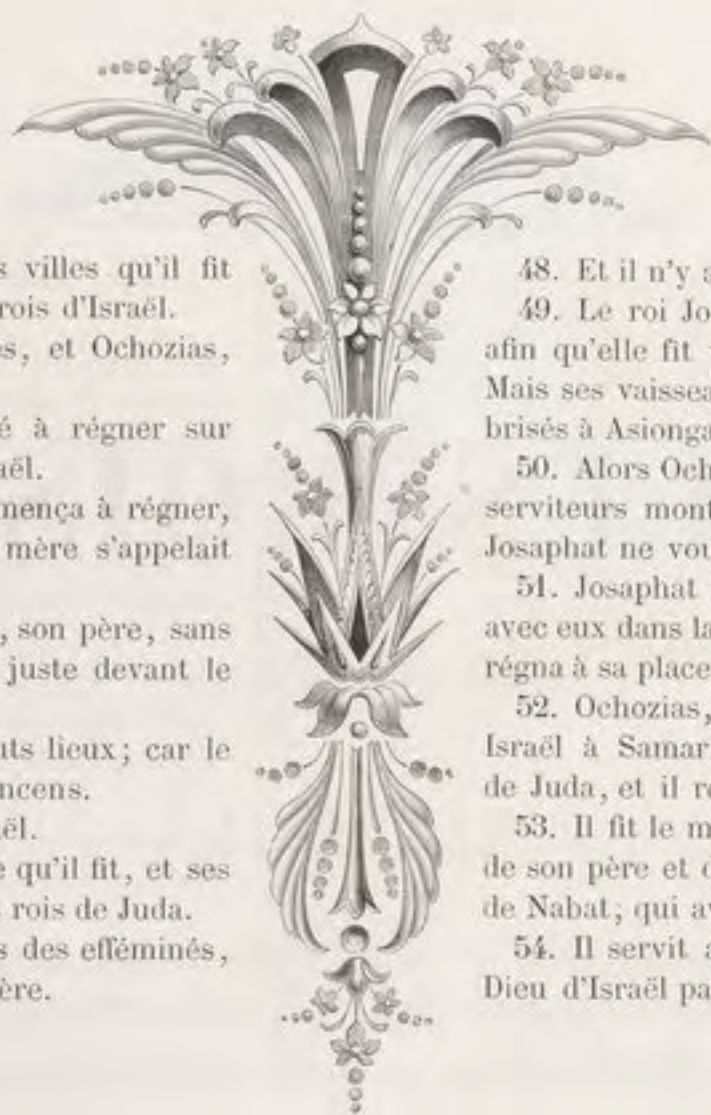 s villes qu'il fit
rois d'Israël.
es, et Ochozias,
é à régner sur
aël.
mença à régner,
mère s'appelait
, son père, sans
juste devant le
uts lieux; car le
ncens.
ël.
e qu'il fit, et ses
s rois de Juda.
s des efféminés,
ère.
48. Et il n'y a
49. Le roi Jo
afin qu'elle fît
Mais ses vaissea
brisés à Asionga
50. Alors Och
serviteurs mont
Josaphat ne vou
51. Josaphat
avec eux dans la
régna à sa place
52. Ochozias,
Israël à Samar
de Juda, et il r
53. Il fit le m
de son père et d
de Nabat; qui av
54. Il servit a
Dieu d'Israël pa